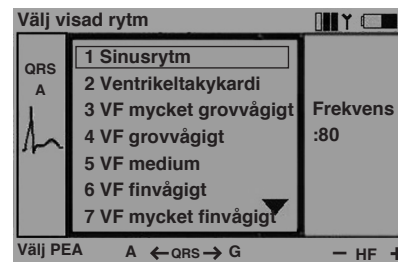 Välj visad rytm
QRS
A
1 Sinusrytm
2 Ventrikeltakykardi
3 VF mycket grovvågigt
4 VF grovvågigt
5 VF medium
6 VF finvågigt
7 VF mycket finvågigt
Frekvens
:80
Välj PEA A ←QRS→ G − HF +